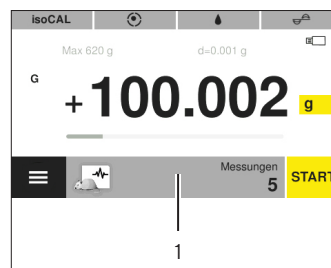 isoCAL
Max 620 g d=0.001 g
G
+100.002 g
Messungen
5
START
1